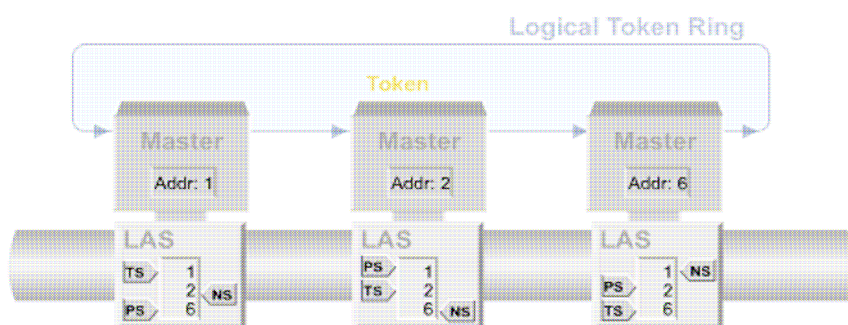 Logical Token Ring
Token
Master Master Master
Addr: 1 Addr: 2 Addr: 6
LAS LAS LAS
TS 1 PS 1 1 NS
2 NS TS 2 PS 2
PS 6 6 NS TS 6